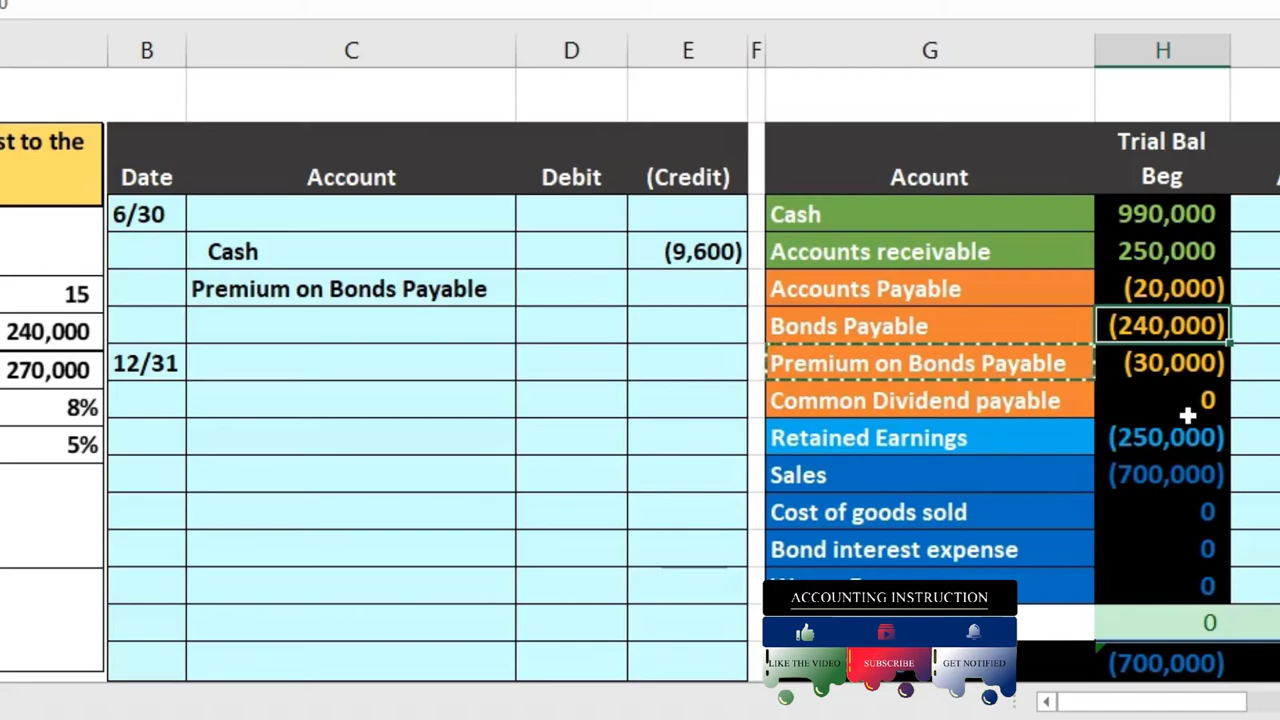 B C D E F G H
st to the
Date Account Debit (Credit) Acount Trial Bal Beg
6/30 Cash 990,000
Cash (9,600) Accounts receivable 250,000
15 Premium on Bonds Payable Accounts Payable (20,000)
240,000 Bonds Payable (240,000)
270,000 12/31 Premium on Bonds Payable (30,000)
8% Common Dividend payable 0
5% Retained Earnings (250,000)
Sales (700,000)
Cost of goods sold 0
Bond interest expense 0
0
ACCOUNTING INSTRUCTION
0
LIKE THE VIDEO SUBSCRIBE GET NOTIFIED
(700,000)